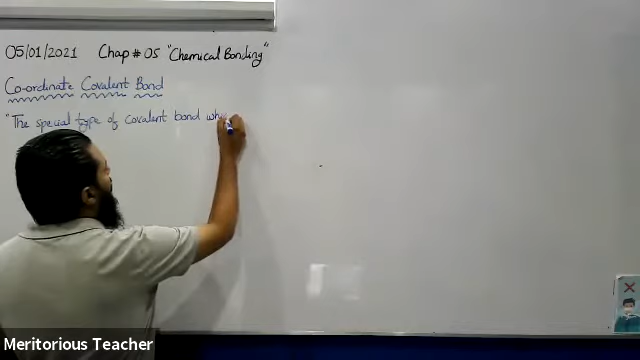 05/01/2021 Chap # 05 "Chemical Bonding"
Co-ordinate Covalent Bond
"The special type of covalent bond wh
Meritorious Teacher